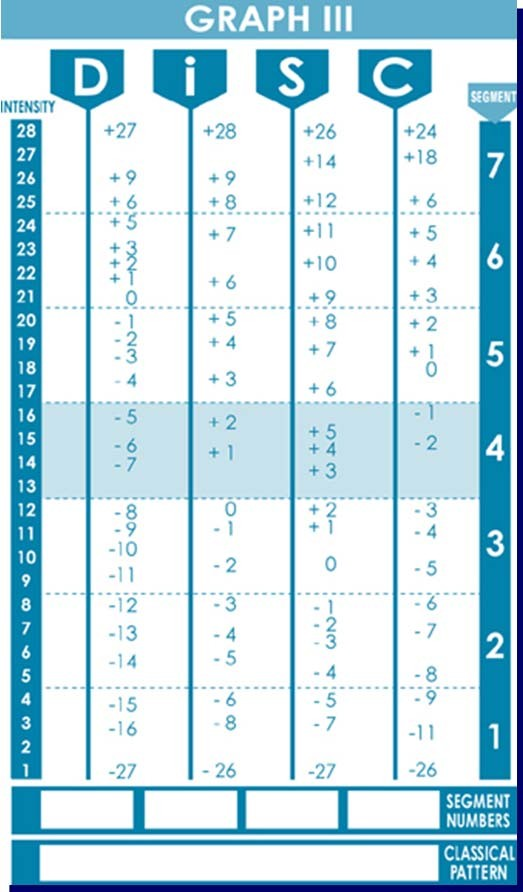 GRAPH III
D i S C
INTENSITY SEGMENT
28 +27 +28 +26 +24
27 +14 +18 7
26 +9 +9
25 +6 +8 +12 +6
24 +5 +7 +11 +5
23 +3 +10 +4 6
+2
22 +1 +6
21 0 +9 +3
20 -1 +5 +8 +2
19 -2 +4 +7 +1
-3 5
18 -4 +3 0
17 +6
16 -5 +2 -1
15 -6 +1 +5 -2 4
14 -7 +4
13 +3
12 -8 0 +2 -3
11 -9 -1 +1 -4
10 -10 -2 0 3
9 -11 -5
8 -12 -3 -1 -6
7 -13 -4 -2 -7
-3 2
6 -14 -5
5 -4 -8
4 -15 -6 -5 -9
3 -16 -8 -7 -11 1
2
1 -27 -26 -27 -26
SEGMENT
NUMBERS
CLASSICAL
PATTERN